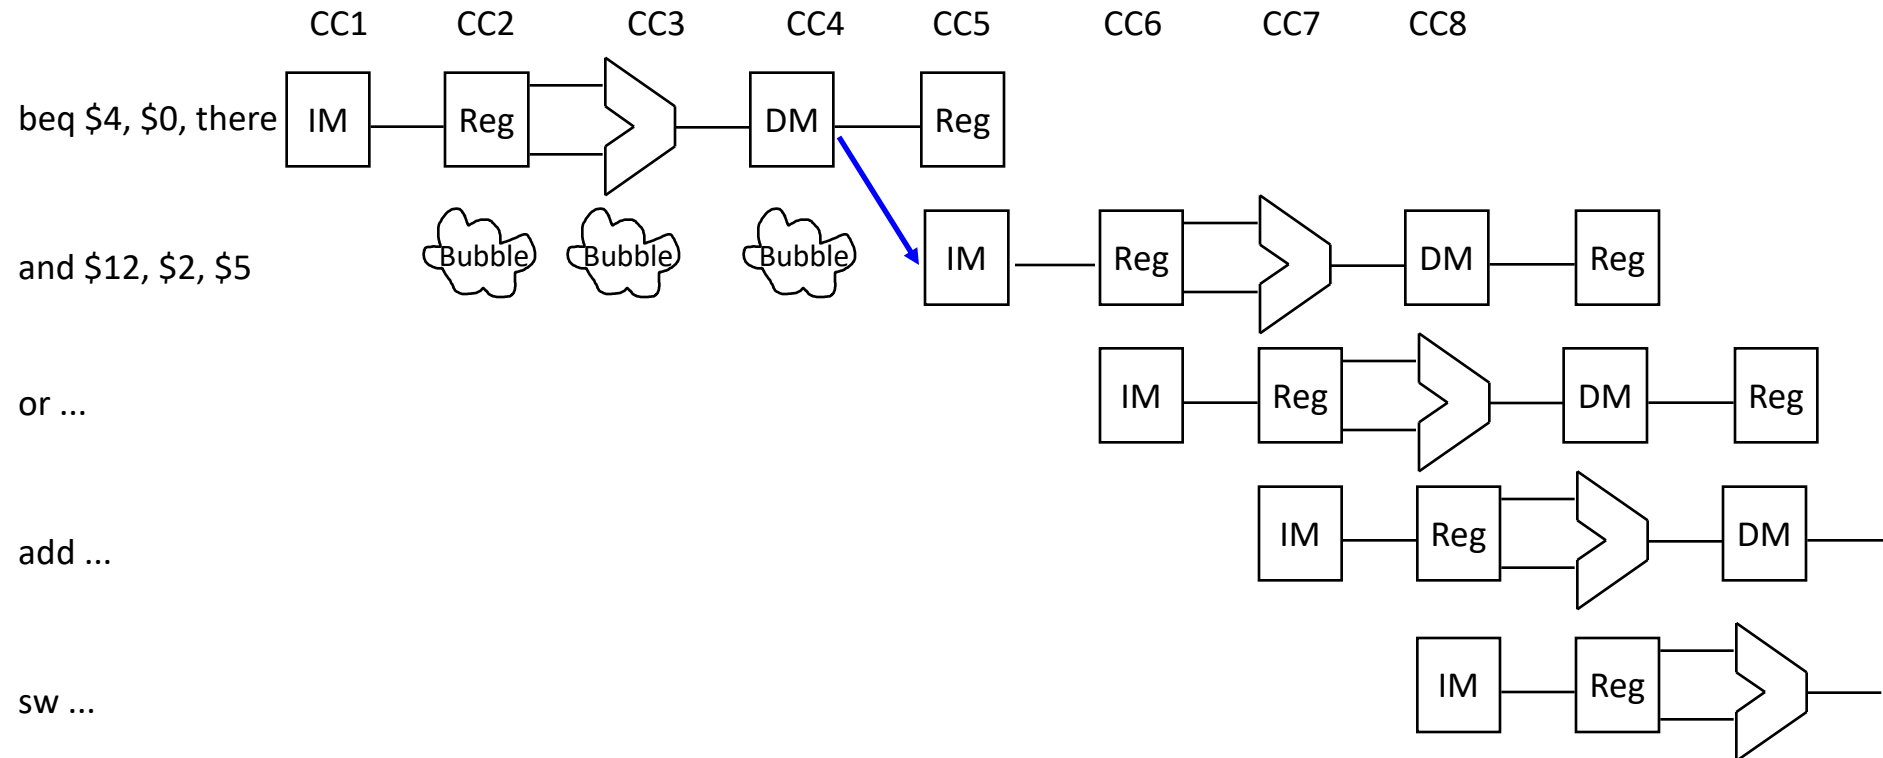 CC1 CC2 CC3 CC4 CC5 CC6 CC7 CC8
beq $4, $0, there IM Reg DM Reg
and $12, $2, $5 Bubble Bubble Bubble IM Reg DM Reg
or ... IM Reg DM Reg
add ... IM Reg DM
sw ... IM Reg